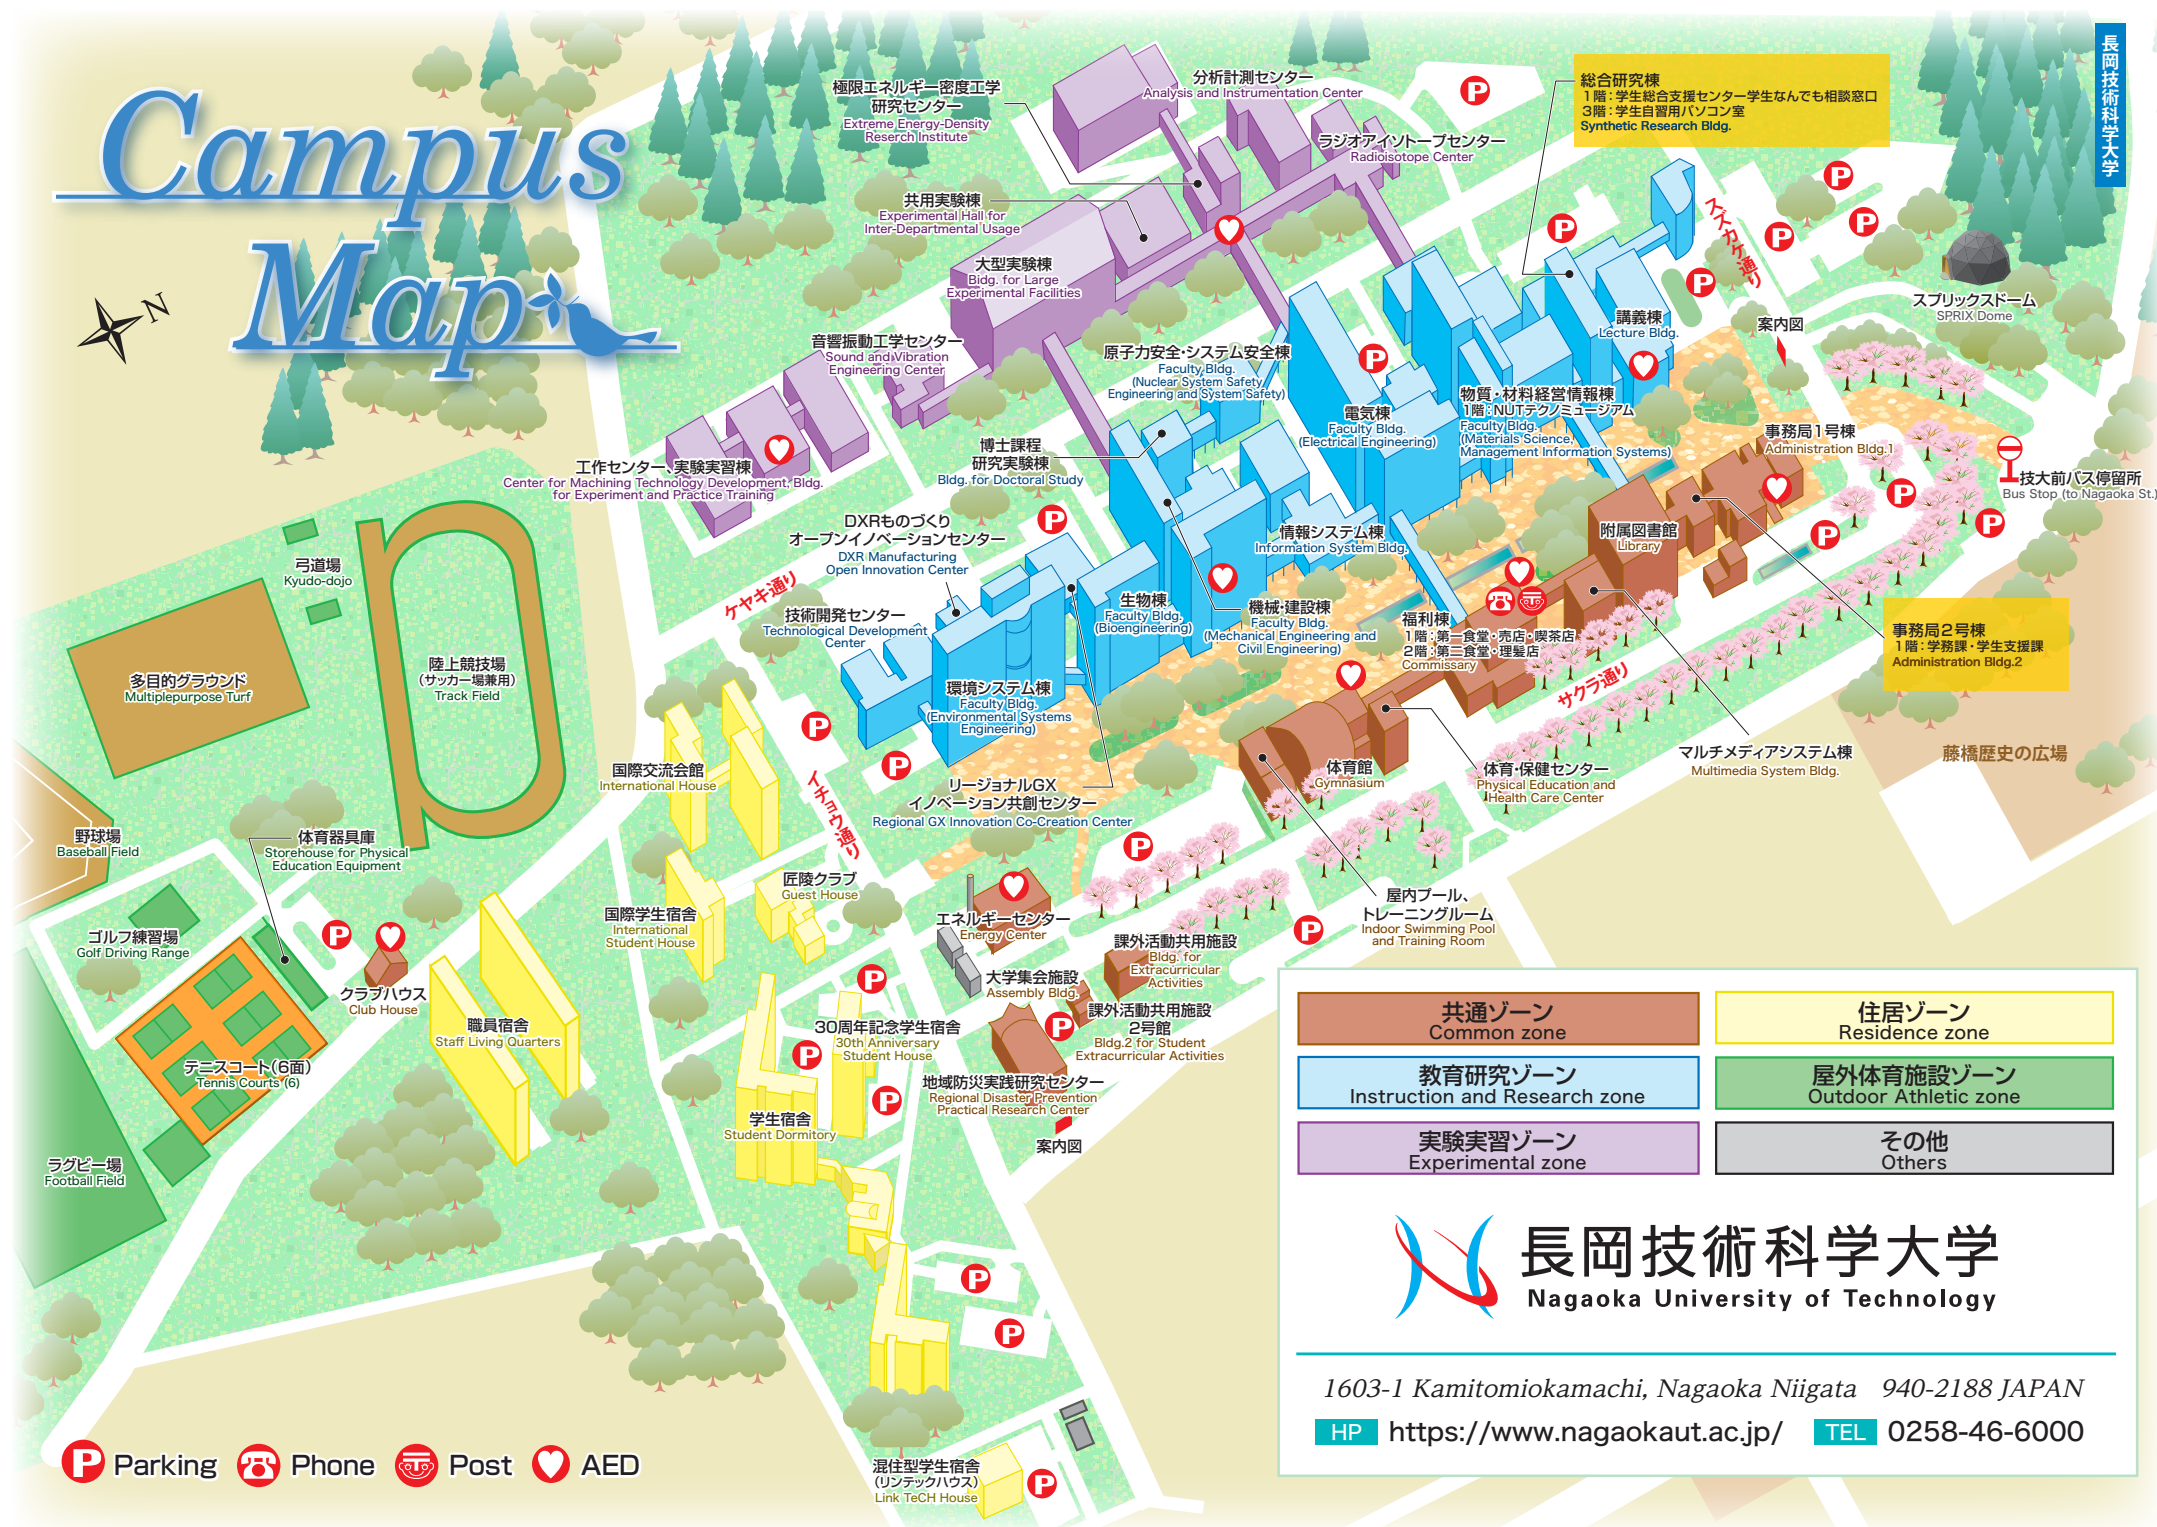 Campus
Map
N
長岡技術科学大学
極限エネルギー密度工学
研究センター
Extreme Energy-Density
Reserch Institute
分析計測センター
Analysis and Instrumentation Center
ラジオアイソトープセンター
Radioisotope Center
総合研究棟
1階:学生総合支援センター学生なんでも相談窓口
3階:学生自習用パソコン室
Synthetic Research Bldg.
共用実験棟
Experimental Hall for
Inter-Departmental Usage
大型実験棟
Bldg. for Large
Experimental Facilities
スズカケ通り
スプリックスドーム
SPRIX Dome
案内図
講義棟
Lecture Bldg.
音響振動工学センター
Sound and Vibration
Engineering Center
原子力安全・システム安全棟
Faculty Bldg.
(Nuclear System Safety
Engineering and System Safety)
電気棟
Faculty Bldg.
(Electrical Engineering)
物質・材料経営情報棟
1階:NUTテクノミュージアム
Faculty Bldg.
(Materials Science,
Management Information Systems)
事務局1号棟
Administration Bldg.1
技大前バス停留所
Bus Stop (to Nagaoka St.)
工作センター、実験実習棟
Center for Machining Technology Development, Bldg.
for Experiment and Practice Training
博士課程
研究実験棟
Bldg. for Doctoral Study
DXRものづくり
オープンイノベーションセンター
DXR Manufacturing
Open Innovation Center
情報システム棟
Information System Bldg.
附属図書館
Library
弓道場
Kyudo-dojo
ケヤキ通り
技術開発センター
Technological Development
Center
生物棟
Faculty Bldg.
(Bioengineering)
機械・建設棟
Faculty Bldg.
(Mechanical Engineering and
Civil Engineering)
福利棟
1階:第一食堂・売店・喫茶店
2階:第二食堂・理髪店
Commissary
事務局2号棟
1階:学務課・学生支援課
Administration Bldg.2
多目的グラウンド
Multiplepurpose Turf
陸上競技場
(サッカー場兼用)
Track Field
環境システム棟
Faculty Bldg.
(Environmental Systems
Engineering)
サクラ通り
マルチメディアシステム棟
Multimedia System Bldg.
藤橋歴史の広場
国際交流会館
International House
イチョウ通り
リージョナルGX
イノベーション共創センター
Regional GX Innovation Co-Creation Center
体育館
Gymnasium
体育・保健センター
Physical Education and
Health Care Center
野球場
Baseball Field
体育器具庫
Storehouse for Physical
Education Equipment
匠陵クラブ
Guest House
国際学生宿舎
International
Student House
エネルギーセンター
Energy Center
屋内プール、
トレーニングルーム
Indoor Swimming Pool
and Training Room
ゴルフ練習場
Golf Driving Range
クラブハウス
Club House
職員宿舎
Staff Living Quarters
大学集会施設
Assembly Bldg.
課外活動共用施設
Bldg. for
Extracurricular
Activities
課外活動共用施設
2号館
Bldg.2 for Student
Extracurricular Activities
30周年記念学生宿舎
30th Anniversary
Student House
地域防災実践研究センター
Regional Disaster Prevention
Practical Research Center
案内図
テニスコート(6面)
Tennis Courts (6)
学生宿舎
Student Dormitory
ラグビー場
Football Field
混住型学生宿舎
(リンテックハウス)
Link TeCH House
P Parking Phone Post AED
共通ゾーン
Common zone
住居ゾーン
Residence zone
教育研究ゾーン
Instruction and Research zone
屋外体育施設ゾーン
Outdoor Athletic zone
実験実習ゾーン
Experimental zone
その他
Others
長岡技術科学大学
Nagaoka University of Technology
1603-1 Kamitomiokamachi, Nagaoka Niigata 940-2188 JAPAN
HP https://www.nagaokaut.ac.jp/ TEL 0258-46-6000